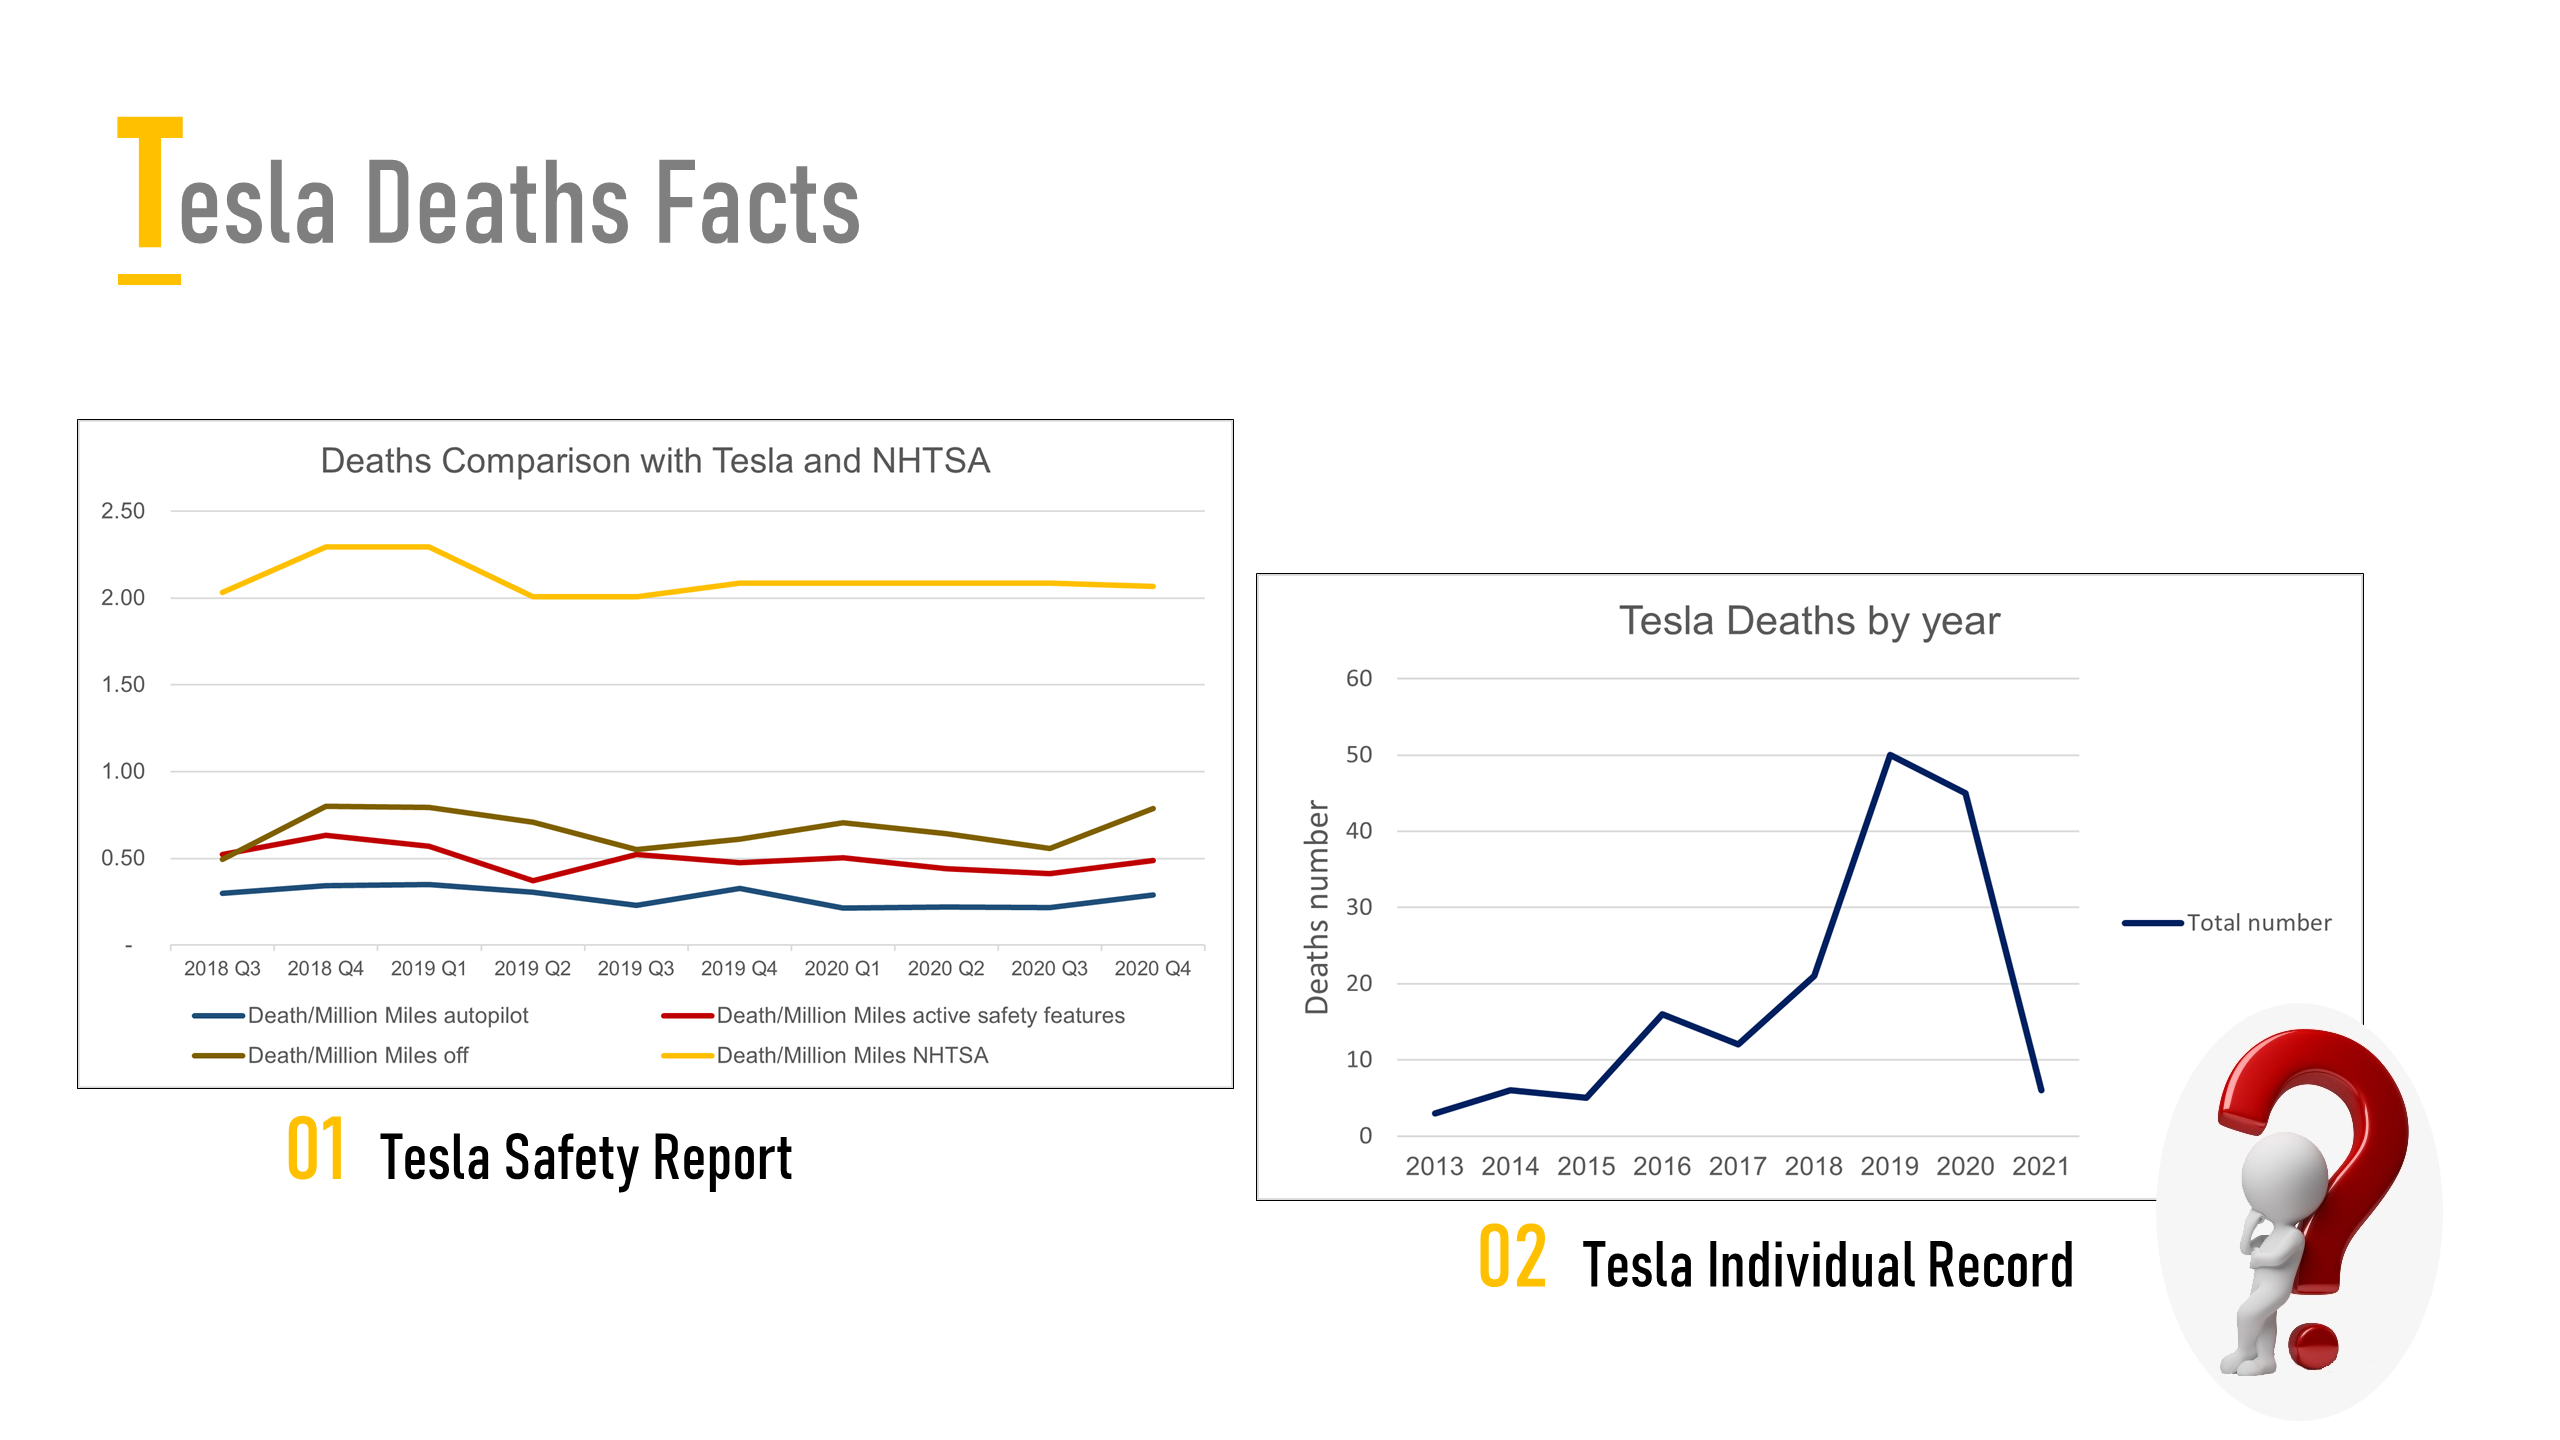 Tesla Deaths Facts
Deaths Comparison with Tesla and NHTSA
2.50
2.00
1.50
1.00
0.50
-
2018 Q3 2018 Q4 2019 Q1 2019 Q2 2019 Q3 2019 Q4 2020 Q1 2020 Q2 2020 Q3 2020 Q4
Death/Million Miles autopilot Death/Million Miles active safety features
Death/Million Miles off Death/Million Miles NHTSA
01 Tesla Safety Report
Tesla Deaths by year
Deaths number
60
50
40
30
20
10
0
2013 2014 2015 2016 2017 2018 2019 2020 2021
Total number
02 Tesla Individual Record